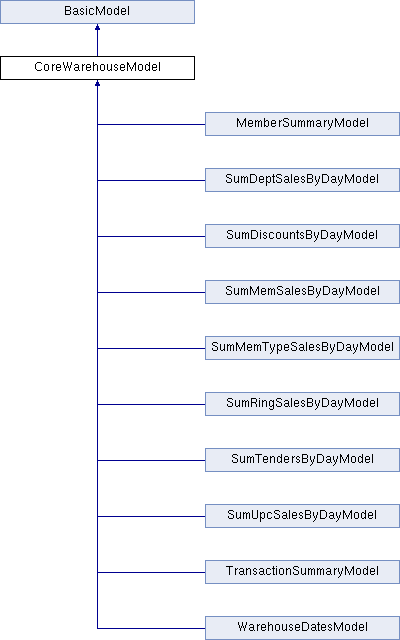 BasicModel
CoreWarehouseModel
MemberSummaryModel
SumDeptSalesByDayModel
SumDiscountsByDayModel
SumMemSalesByDayModel
SumMemTypeSalesByDayModel
SumRingSalesByDayModel
SumTendersByDayModel
SumUpcSalesByDayModel
TransactionSummaryModel
WarehouseDatesModel